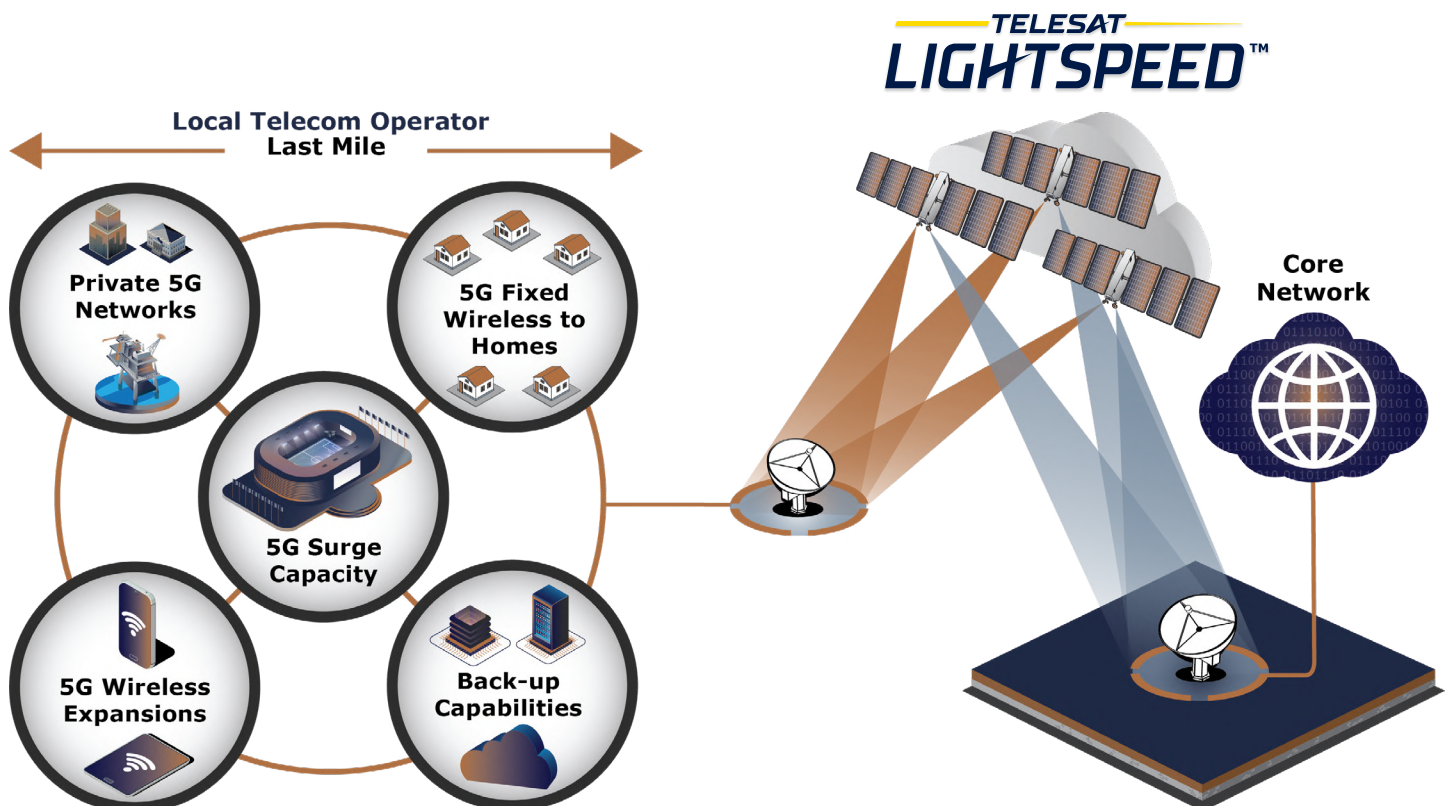 TELESAT
LIGHTSPEED™
Local Telecom Operator
Last Mile
Private 5G
Networks
5G Fixed
Wireless to
Homes
5G Surge
Capacity
5G Wireless
Expansions
Back-up
Capabilities
Core
Network